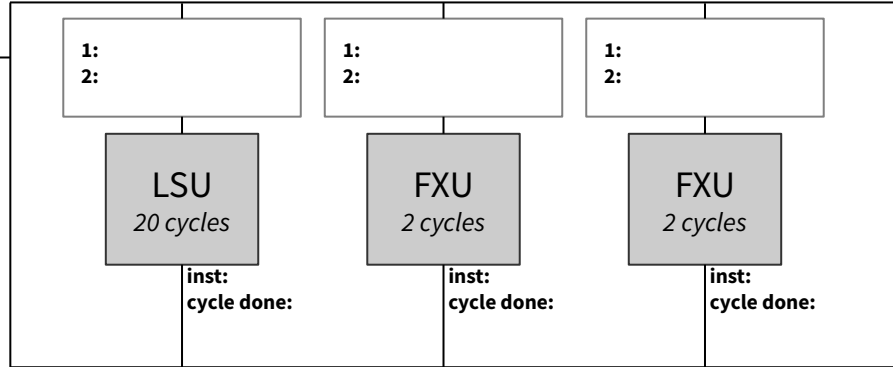 1:
2:
1:
2:
1:
2:
LSU
20 cycles
FXU
2 cycles
FXU
2 cycles
inst:
cycle done:
inst:
cycle done:
inst:
cycle done: